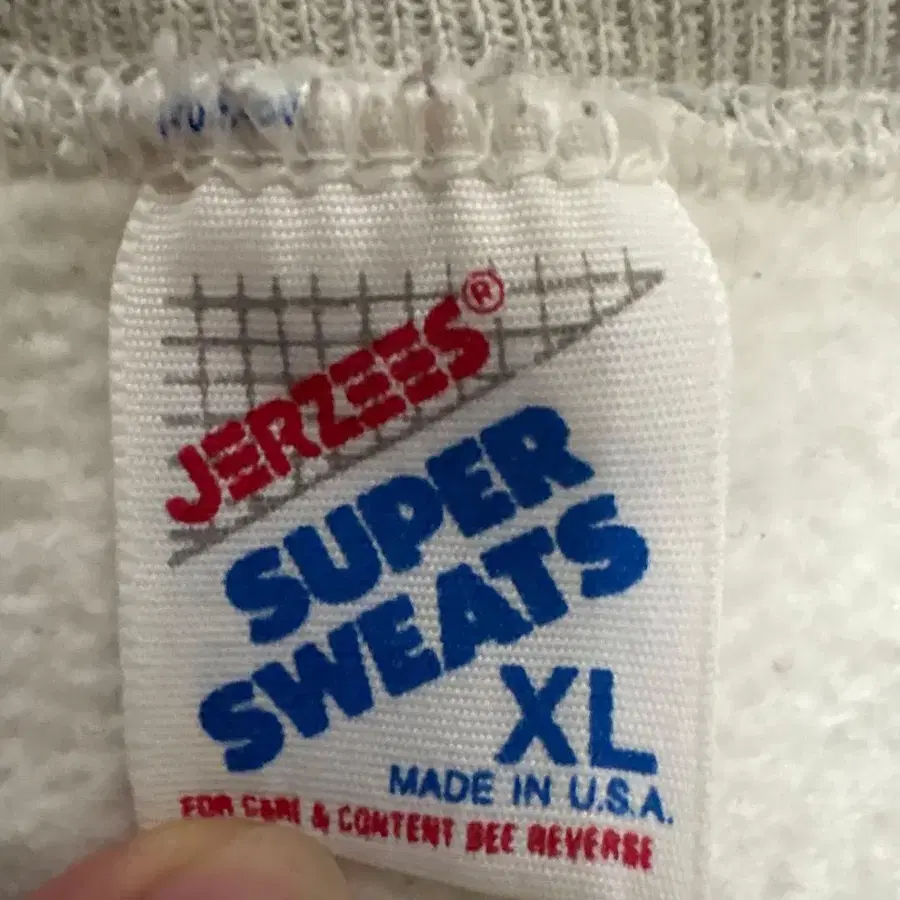 JERZEES®
SUPER
SWEATS
XL
MADE IN U.S.A.
FOR CARE & CONTENT SEE REVERSE